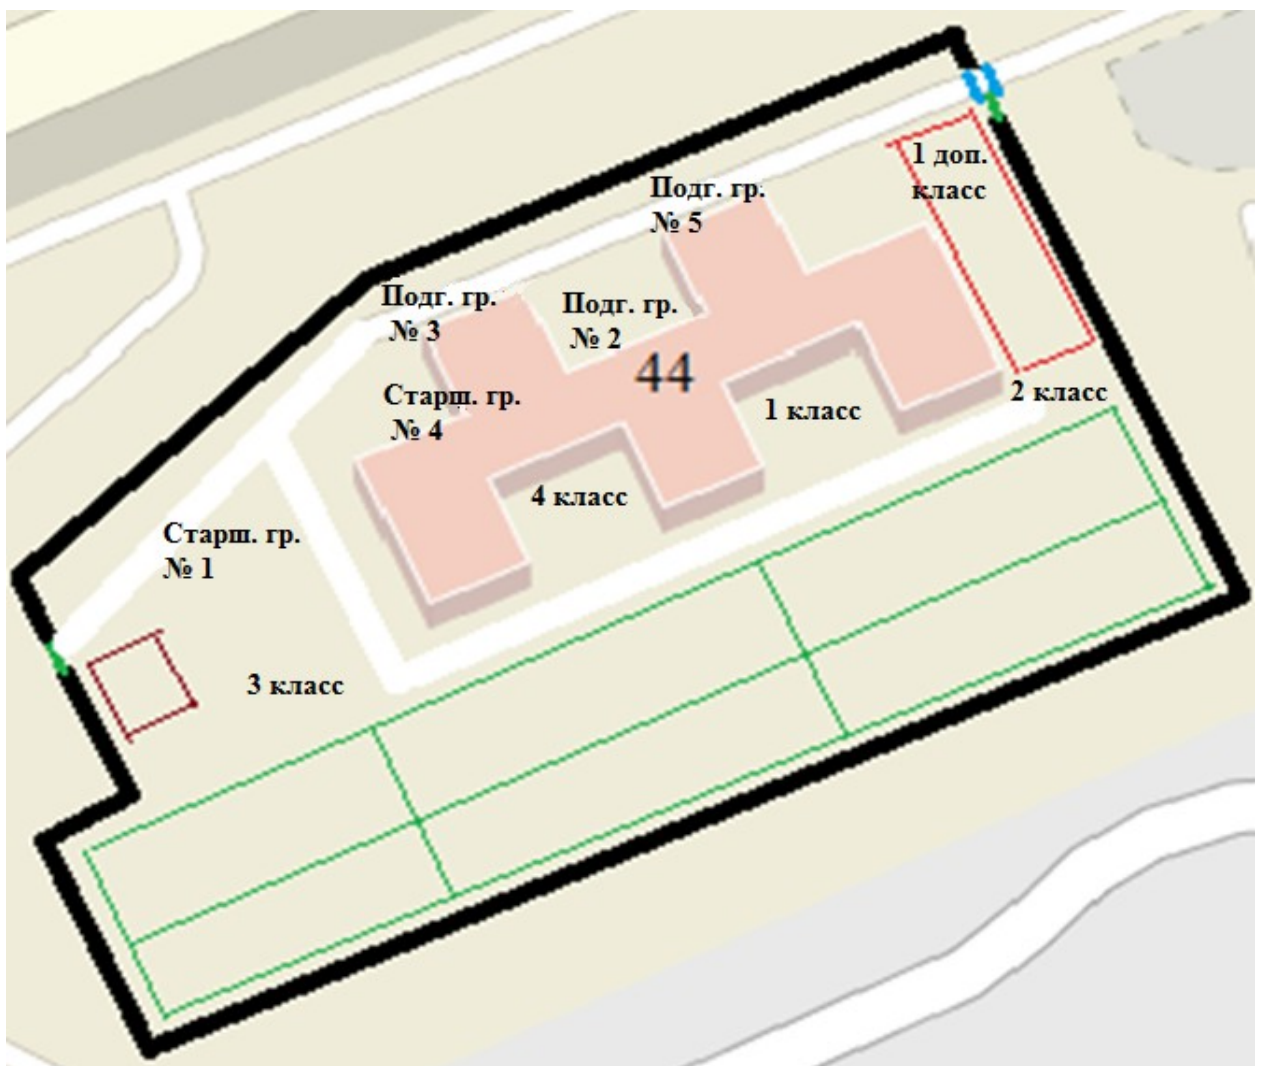 1 доп.
класс
Подг. гр.
№ 5
Подг. гр.
№ 3
Подг. гр.
№ 2
44
Старш. гр.
№ 4
1 класс
2 класс
4 класс
Старш. гр.
№ 1
3 класс